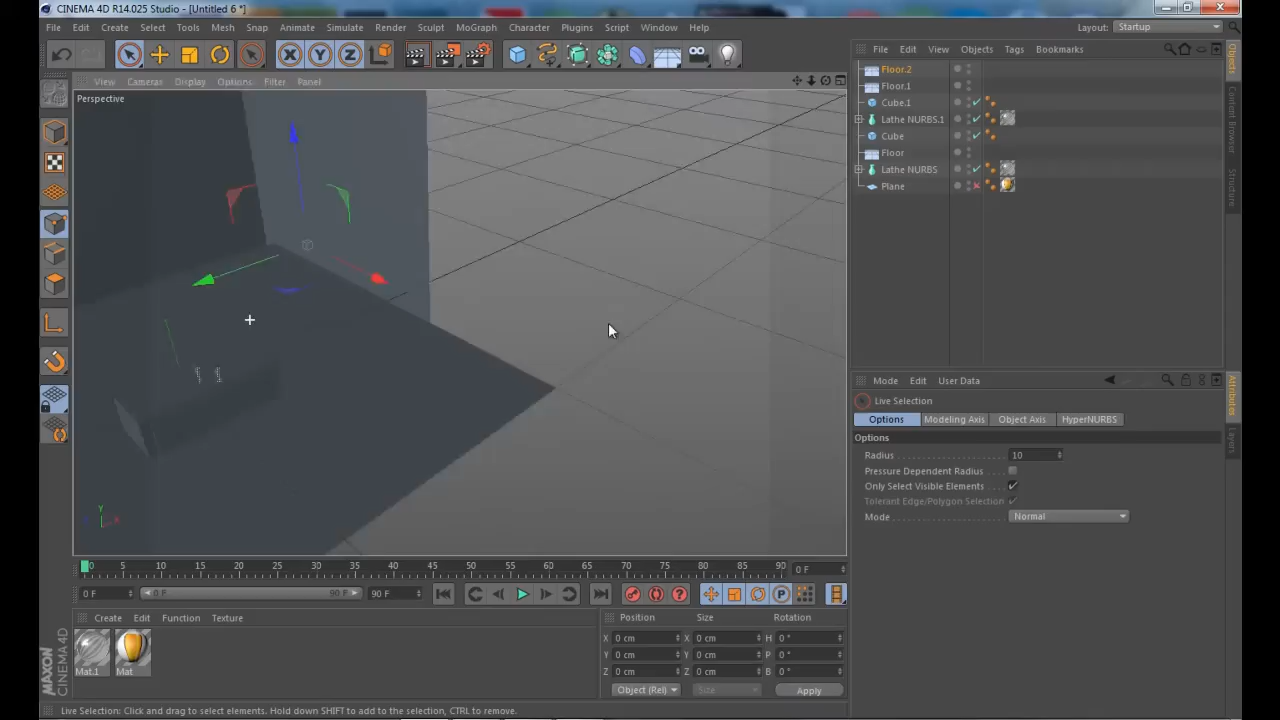 CINEMA 4D R14.025 Studio - [Untitled 6 *]
File Edit Create Select Tools Mesh Snap Animate Simulate Render Sculpt MoGraph Character Plugins Script Window Help
Layout: Startup
View Cameras Display Options Filter Panel
Perspective
File Edit View Objects Tags Bookmarks
Floor.2
Floor.1
Cube.1
Lathe NURBS.1
Cube
Floor
Lathe NURBS
Plane
Objects
Content Browser
Structure
Mode Edit User Data
Live Selection
Options Modeling Axis Object Axis HyperNURBS
Options
Radius 10
Pressure Dependent Radius
Only Select Visible Elements
Tolerant Edge/Polygon Selection
Mode Normal
Attributes
Layers
Y
0 5 10 15 20 25 30 35 40 45 50 55 60 65 70 75 80 85 90 0 F
0 F 0 F 90 F 90 F
Create Edit Function Texture
Mat.1 Mat
Position Size Rotation
X 0 cm X 0 cm H 0 °
Y 0 cm Y 0 cm P 0 °
Z 0 cm Z 0 cm B 0 °
Object (Rel) Size Apply
MAXON
CINEMA 4D
Live Selection: Click and drag to select elements. Hold down SHIFT to add to the selection, CTRL to remove.